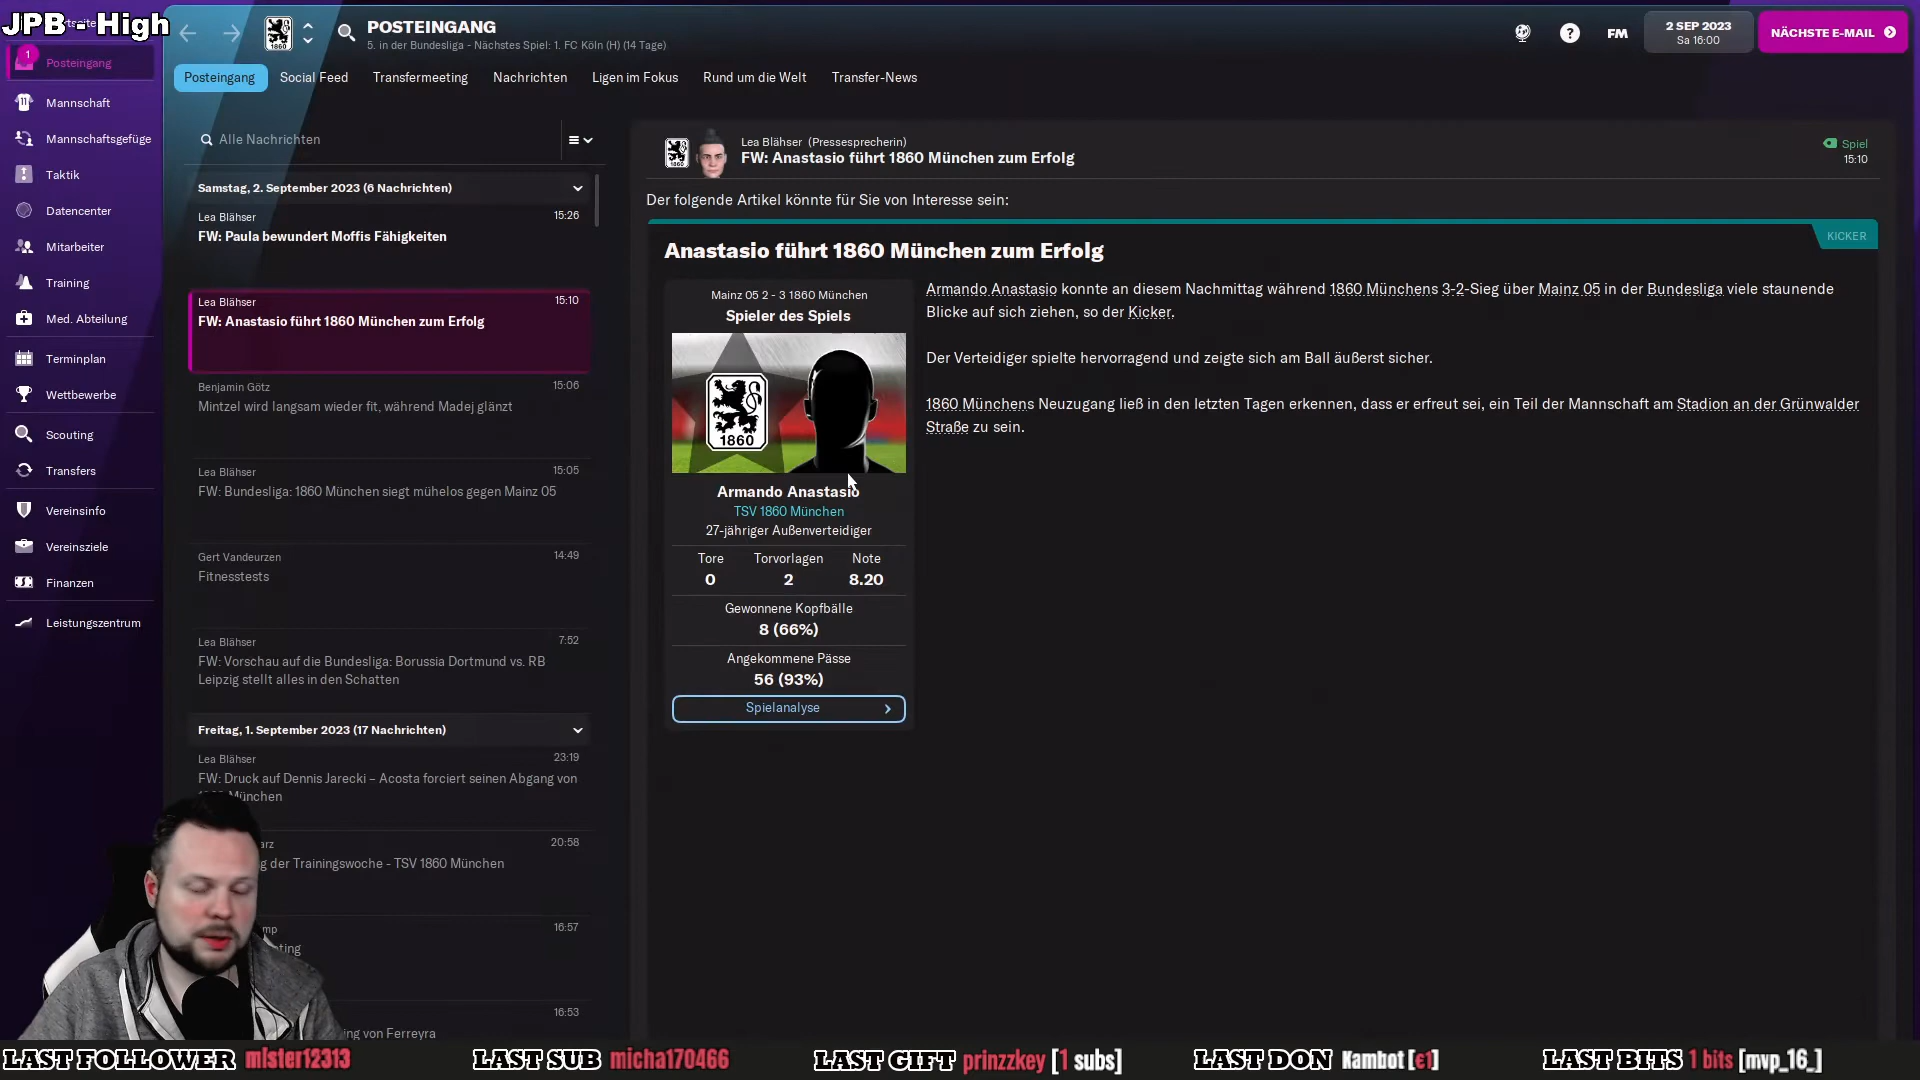 JPB - High
POSTEINGANG
5. in der Bundesliga - Nächstes Spiel: 1. FC Köln (H) (14 Tage)
FM
2 SEP 2023
Sa 16:00
NÄCHSTE E-MAIL
Posteingang
Social Feed
Transfermeeting
Nachrichten
Ligen im Fokus
Rund um die Welt
Transfer-News
1
Posteingang
Mannschaft
Mannschaftsgefüge
Taktik
Datencenter
Mitarbeiter
Training
Med. Abteilung
Terminplan
Wettbewerbe
Scouting
Transfers
Vereinsinfo
Vereinsziele
Finanzen
Leistungszentrum
Alle Nachrichten
Samstag, 2. September 2023 (6 Nachrichten)
Lea Blähser 15:26
FW: Paula bewundert Moffis Fähigkeiten
Lea Blähser 15:10
FW: Anastasio führt 1860 München zum Erfolg
Benjamin Götz 15:06
Mintzel wird langsam wieder fit, während Madej glänzt
Lea Blähser 15:05
FW: Bundesliga: 1860 München siegt mühelos gegen Mainz 05
Gert Vandeurzen 14:49
Fitnesstests
Lea Blähser 7:52
FW: Vorschau auf die Bundesliga: Borussia Dortmund vs. RB
Leipzig stellt alles in den Schatten
Freitag, 1. September 2023 (17 Nachrichten)
Lea Blähser 23:19
FW: Druck auf Dennis Jarecki – Acosta forciert seinen Abgang von
München
20:58
der Trainingswoche - TSV 1860 München
16:57
16:53
von Ferreyra
Lea Blähser (Pressesprecherin)
FW: Anastasio führt 1860 München zum Erfolg
Spiel
15:10
Der folgende Artikel könnte für Sie von Interesse sein:
KICKER
Anastasio führt 1860 München zum Erfolg
Mainz 05 2 - 3 1860 München
Spieler des Spiels
1860
Armando Anastasio
TSV 1860 München
27-jähriger Außenverteidiger
Tore Torvorlagen Note
0 2 8.20
Gewonnene Kopfbälle
8 (66%)
Angekommene Pässe
56 (93%)
Spielanalyse
Armando Anastasio konnte an diesem Nachmittag während 1860 Münchens 3-2-Sieg über Mainz 05 in der Bundesliga viele staunende
Blicke auf sich ziehen, so der Kicker.
Der Verteidiger spielte hervorragend und zeigte sich am Ball äußerst sicher.
1860 Münchens Neuzugang ließ in den letzten Tagen erkennen, dass er erfreut sei, ein Teil der Mannschaft am Stadion an der Grünwalder
Straße zu sein.
LAST FOLLOWER mister12313
LAST SUB micha170466
LAST GIFT prinzzkey [1 subs]
LAST DON Kambot [€1]
LAST BITS 1 bits [mvp_16_]